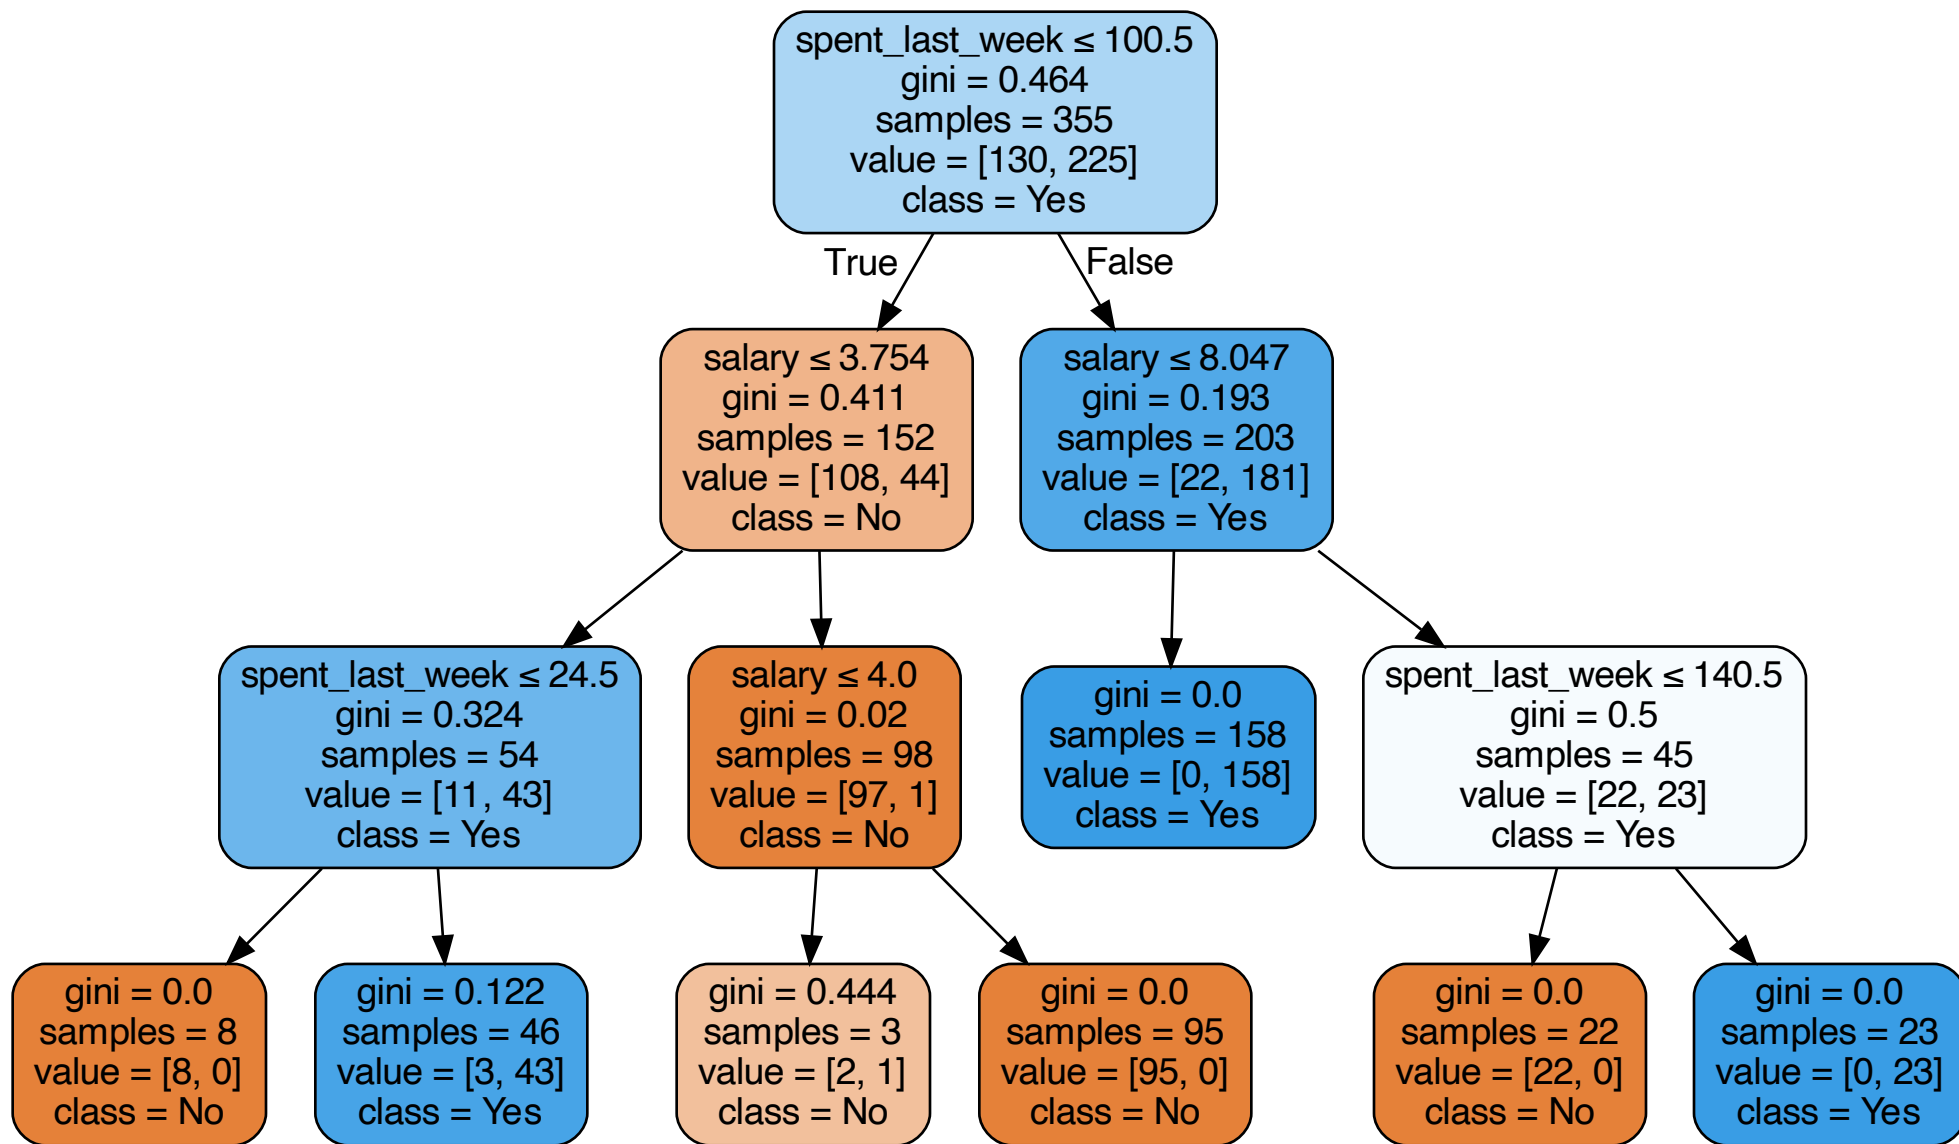 spent_last_week ≤ 100.5
gini = 0.464
samples = 355
value = [130, 225]
class = Yes
True
False
salary ≤ 3.754
gini = 0.411
samples = 152
value = [108, 44]
class = No
salary ≤ 8.047
gini = 0.193
samples = 203
value = [22, 181]
class = Yes
spent_last_week ≤ 24.5
gini = 0.324
samples = 54
value = [11, 43]
class = Yes
salary ≤ 4.0
gini = 0.02
samples = 98
value = [97, 1]
class = No
gini = 0.0
samples = 158
value = [0, 158]
class = Yes
spent_last_week ≤ 140.5
gini = 0.5
samples = 45
value = [22, 23]
class = Yes
gini = 0.0
samples = 8
value = [8, 0]
class = No
gini = 0.122
samples = 46
value = [3, 43]
class = Yes
gini = 0.444
samples = 3
value = [2, 1]
class = No
gini = 0.0
samples = 95
value = [95, 0]
class = No
gini = 0.0
samples = 22
value = [22, 0]
class = No
gini = 0.0
samples = 23
value = [0, 23]
class = Yes